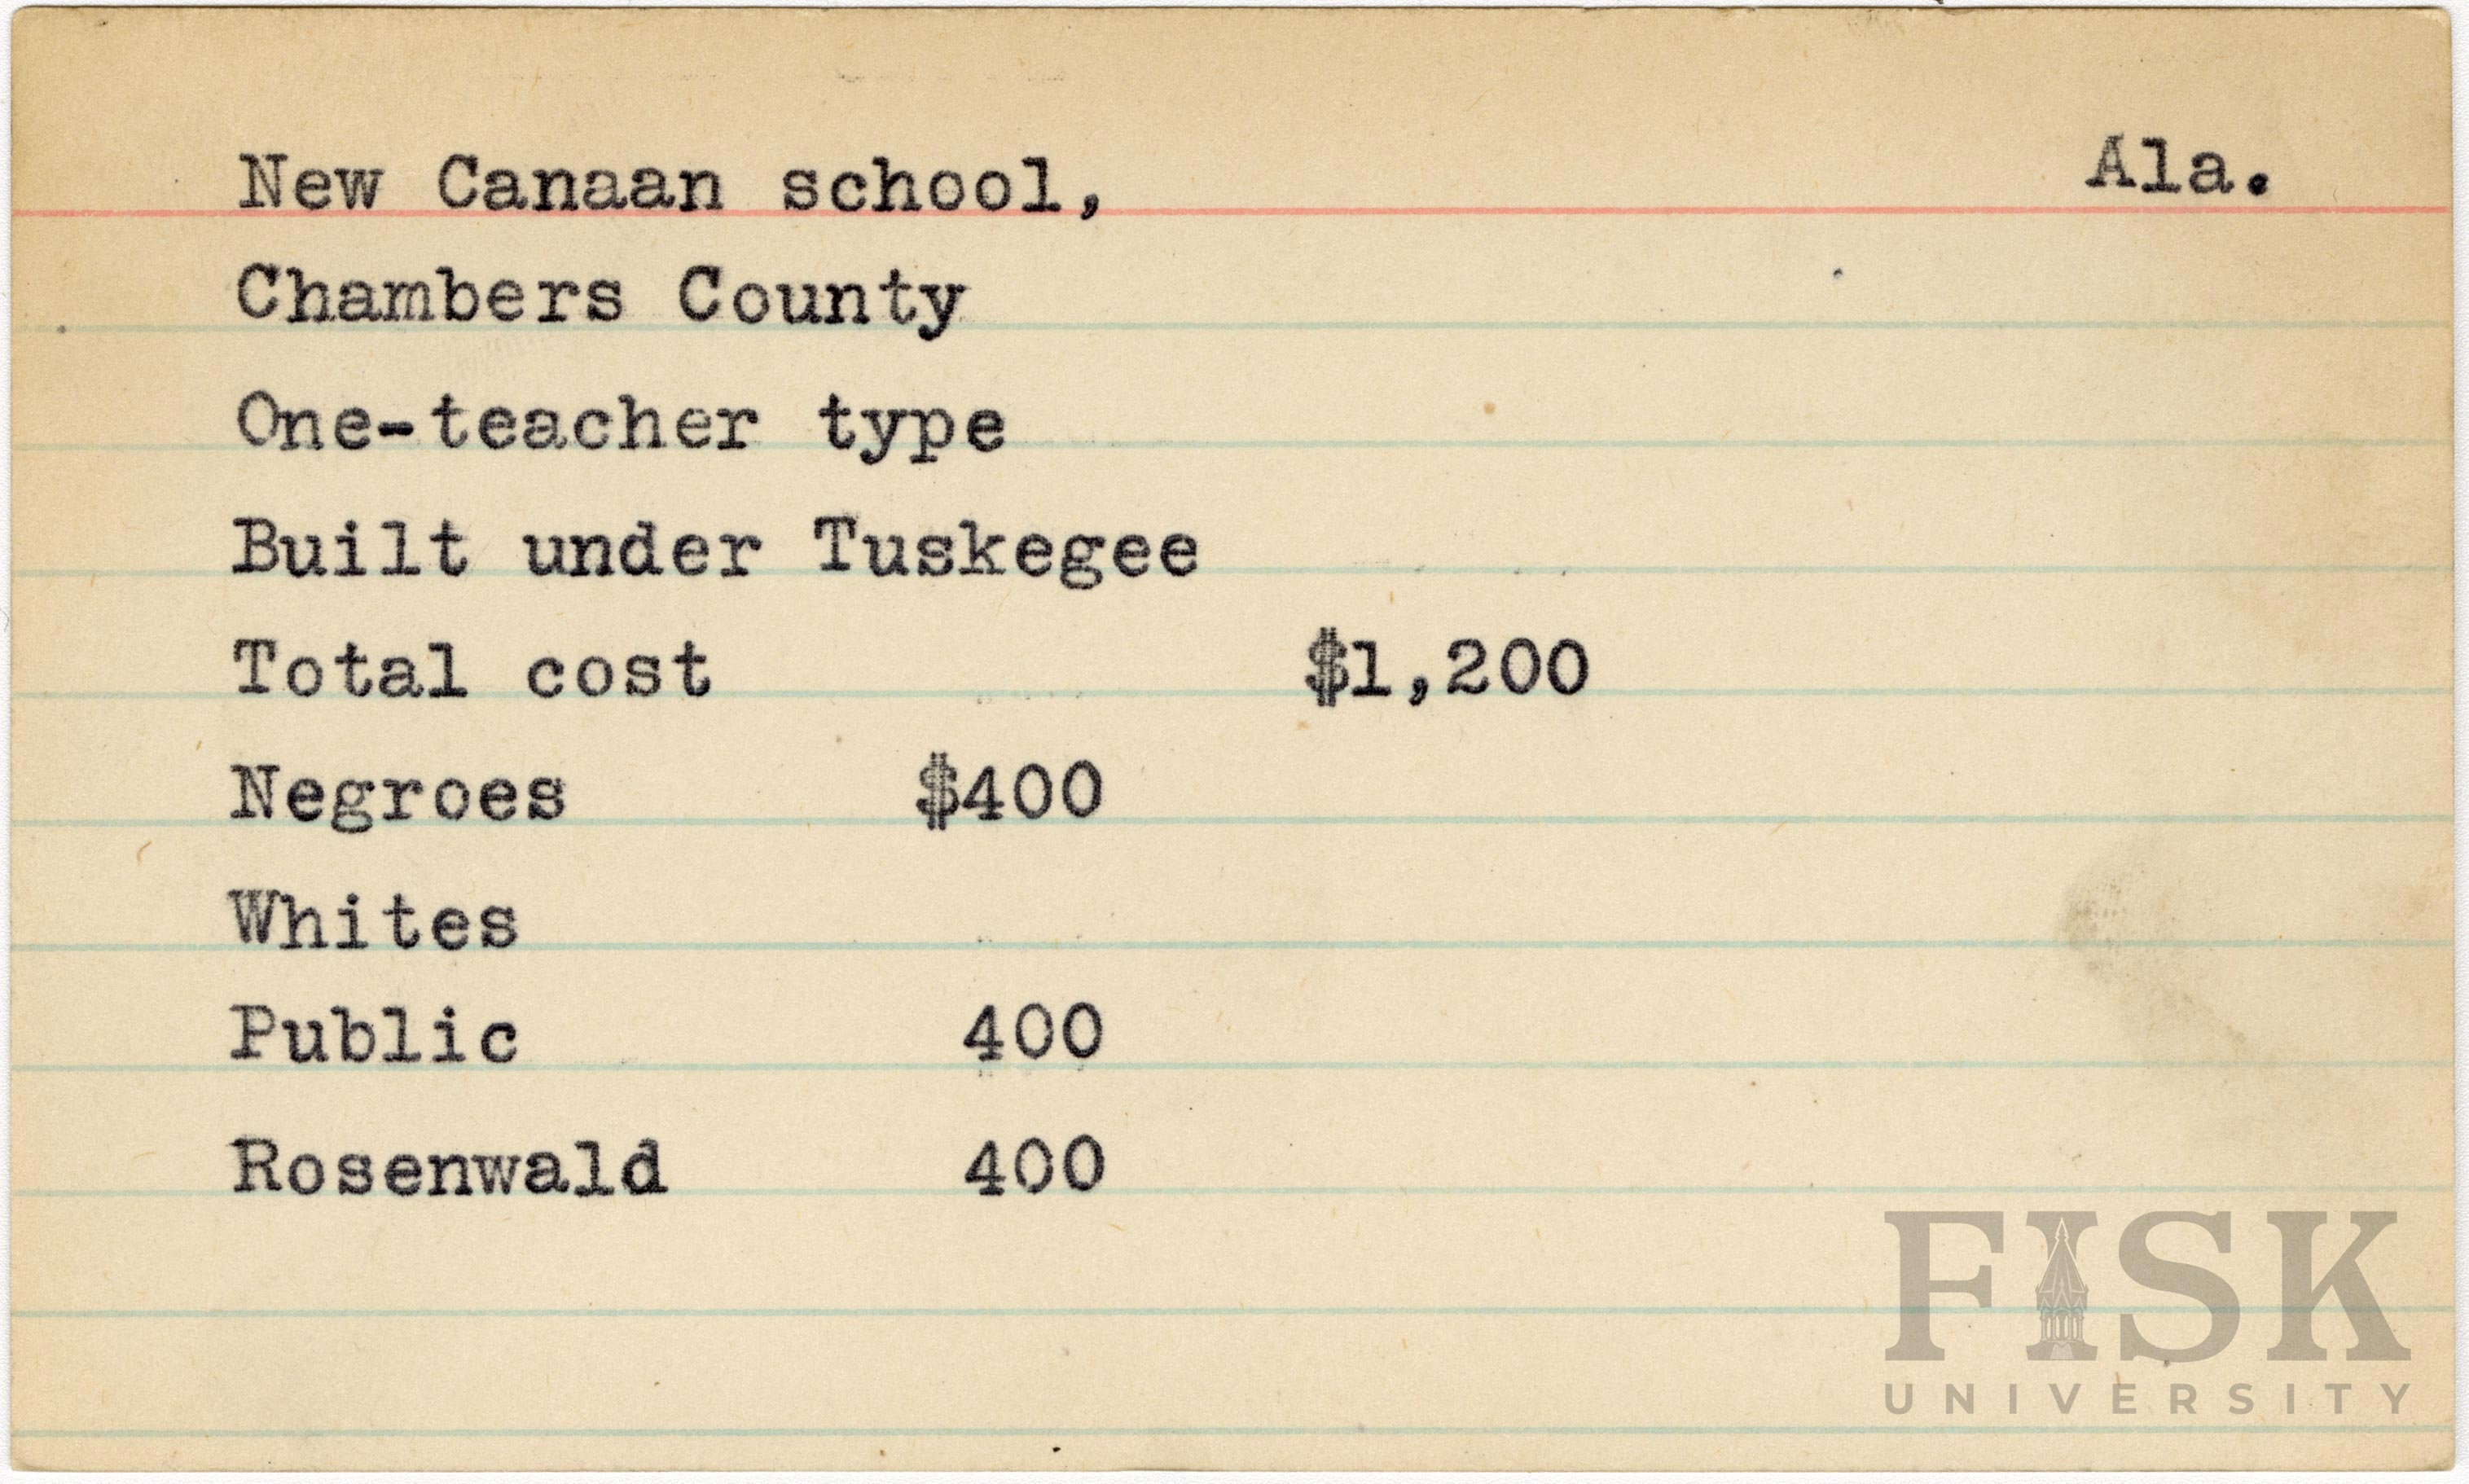 New Canaan school, Ala.
Chambers County
One-teacher type
Built under Tuskegee
Total cost $1,200
Negroes $400
Whites
Public 400
Rosenwald 400
FISK
UNIVERSITY